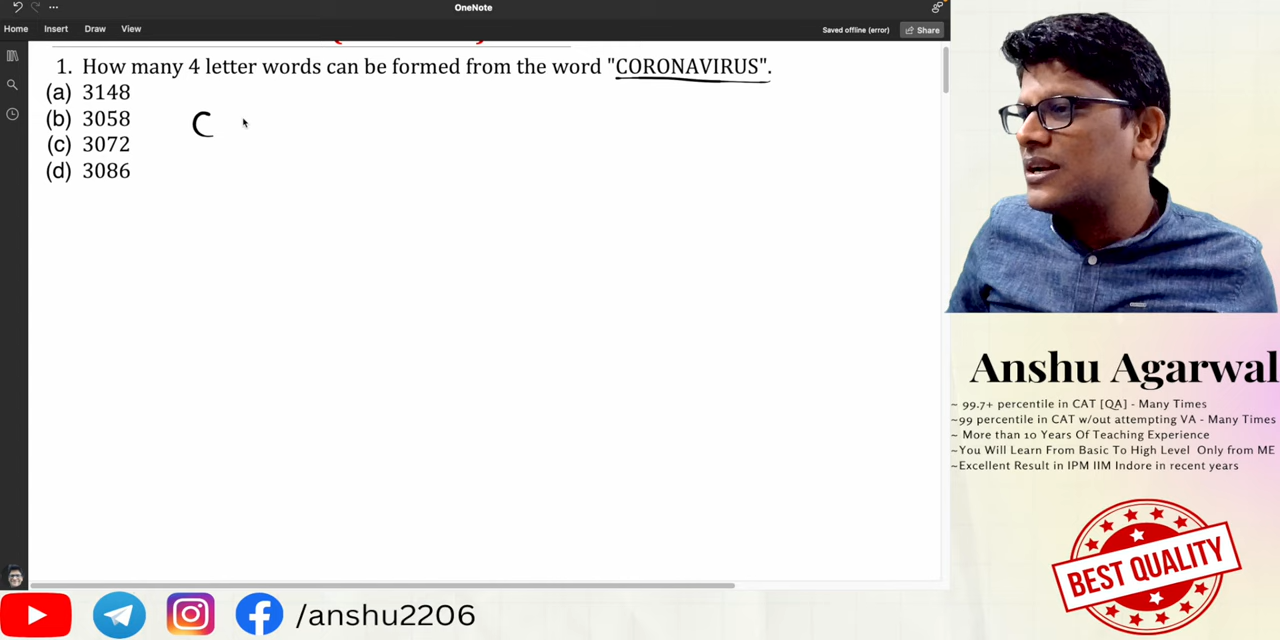 OneNote
Home Insert Draw View
Saved offline (error) Share
1. How many 4 letter words can be formed from the word "CORONAVIRUS".
(a) 3148
(b) 3058
(c) 3072
(d) 3086
C
Anshu Agarwal
~ 99.7+ percentile in CAT [QA] - Many Times
~99 percentile in CAT w/out attempting VA - Many Times
~ More than 10 Years Of Teaching Experience
~You Will Learn From Basic To High Level Only from ME
~Excellent Result in IPM IIM Indore in recent years
BEST QUALITY
/anshu2206